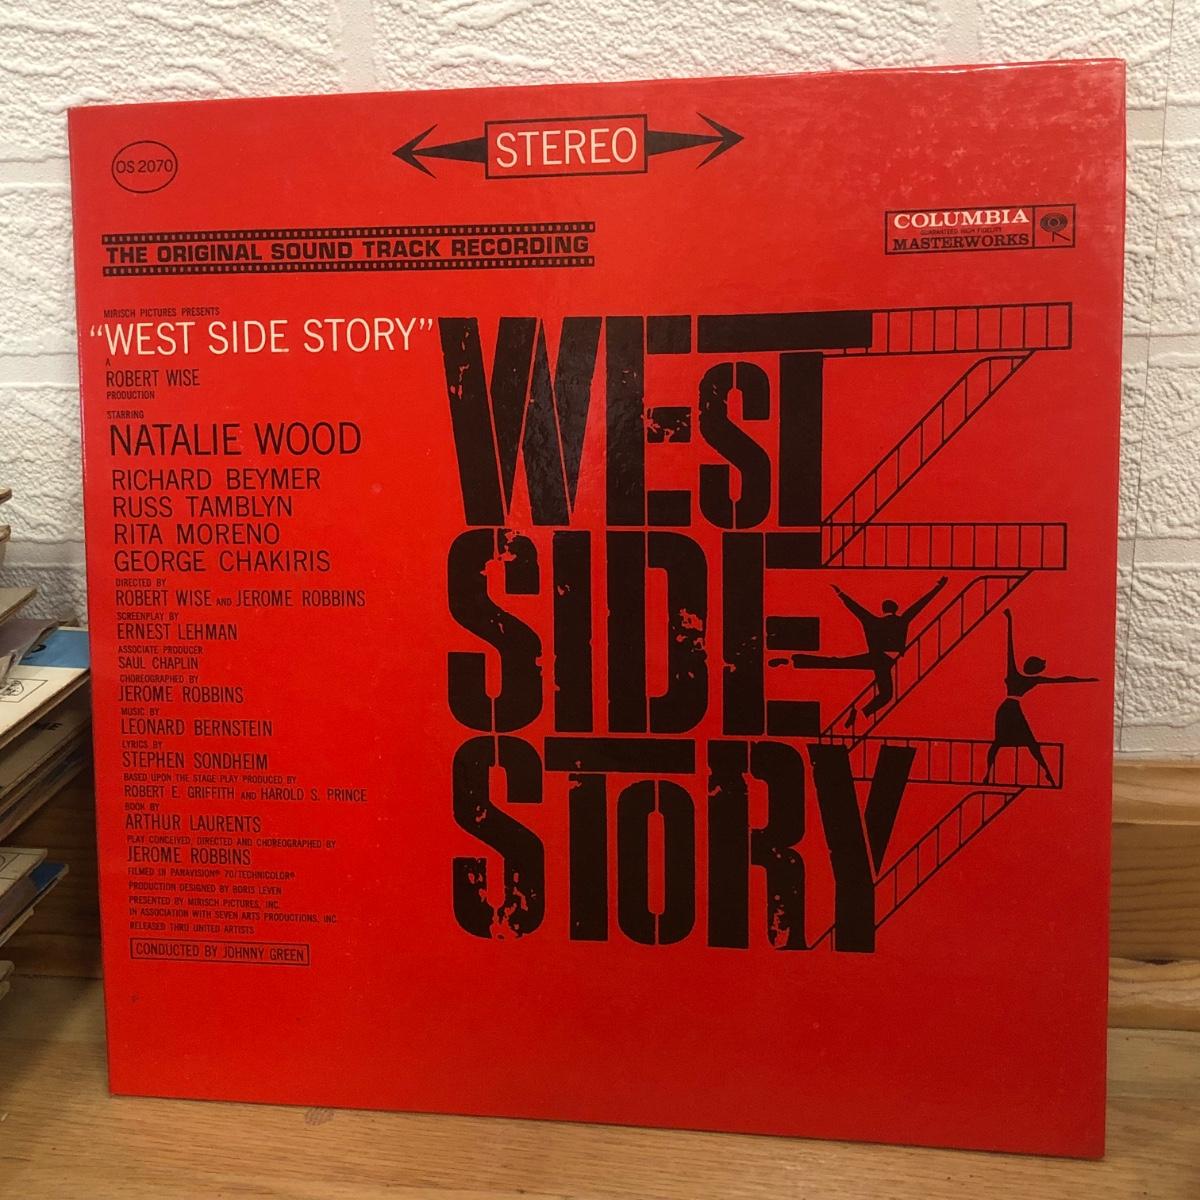 STEREO
OS 2070
COLUMBIA
GUARANTEED HIGH FIDELITY
MASTERWORKS
THE ORIGINAL SOUND TRACK RECORDING
MIRISCH PICTURES PRESENTS
"WEST SIDE STORY"
A
ROBERT WISE
PRODUCTION
STARRING
NATALIE WOOD
RICHARD BEYMER
RUSS TAMBLYN
RITA MORENO
GEORGE CHAKIRIS
DIRECTED BY
ROBERT WISE AND JEROME ROBBINS
SCREENPLAY BY
ERNEST LEHMAN
ASSOCIATE PRODUCER
SAUL CHAPLIN
CHOREOGRAPHED BY
JEROME ROBBINS
MUSIC BY
LEONARD BERNSTEIN
LYRICS BY
STEPHEN SONDHEIM
BASED UPON THE STAGE PLAY PRODUCED BY
ROBERT E. GRIFFITH AND HAROLD S. PRINCE
BOOK BY
ARTHUR LAURENTS
PLAY CONCEIVED, DIRECTED AND CHOREOGRAPHED BY
JEROME ROBBINS
FILMED IN PANAVISION® 70/TECHNICOLOR®
PRODUCTION DESIGNED BY BORIS LEVEN
PRESENTED BY MIRISCH PICTURES, INC.
IN ASSOCIATION WITH SEVEN ARTS PRODUCTIONS, INC.
RELEASED THRU UNITED ARTISTS
CONDUCTED BY JOHNNY GREEN
WEST
SIDE
STORY